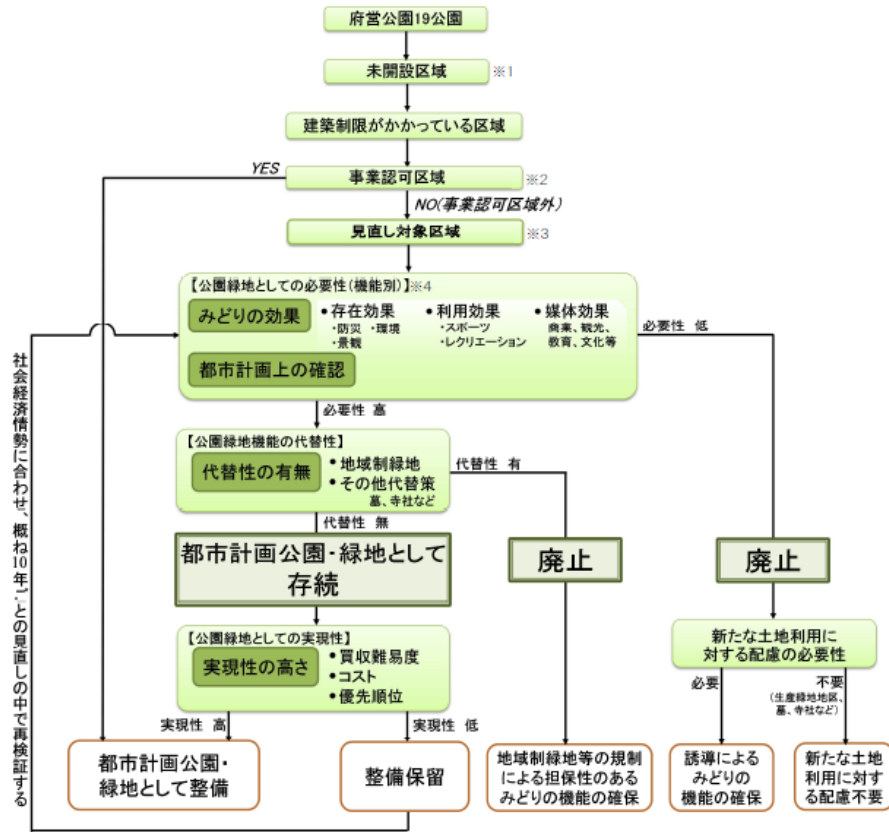 府営公園19公園
未開設区域 ※1
建築制限がかかっている区域
YES
事業認可区域 ※2
NO(事業認可区域外)
見直し対象区域 ※3
【公園緑地としての必要性(機能別)】※4
みどりの効果
• 存在効果
・防災 ・環境
・景観
• 利用効果
・スポーツ
・レクリエーション
• 媒体効果
商業、観光、
教育、文化等
都市計画上の確認
必要性 低
必要性 高
【公園緑地機能の代替性】
代替性の有無
• 地域制緑地
• その他代替策
墓、寺社など
代替性 有
代替性 無
都市計画公園・緑地として
存続
廃止
廃止
【公園緑地としての実現性】
実現性の高さ
• 買収難易度
• コスト
• 優先順位
新たな土地利用に
対する配慮の必要性
必要
不要
(生産緑地地区、
墓、寺社など)
実現性 高
実現性 低
都市計画公園・
緑地として整備
整備保留
地域制緑地等の規制
による担保性のある
みどりの機能の確保
誘導による
みどりの
機能の確保
新たな土地
利用に対す
る配慮不要
社会経済情勢に合わせ、概ね10年ごとの見直しの中で再検証する